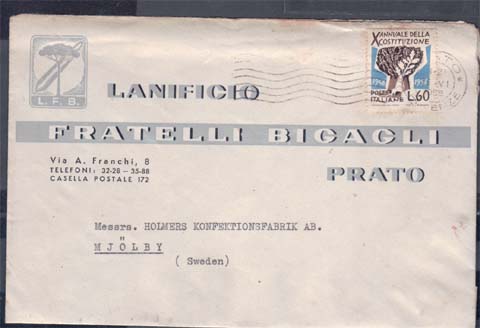 L.F.B.
LANIFICIO
FRATELLI BIGAGLI
PRATO
Via A. Franchi, 8
TELEFONI: 32-28 - 35-88
CASELLA POSTALE 172
X ANNUALE DELLA
COSTITUZIONE
1948 1958
POSTE
ITALIANE L.60
Messrs. HOLMERS KONFEKTIONSFABRIK AB.
MJÖLBY
(Sweden)